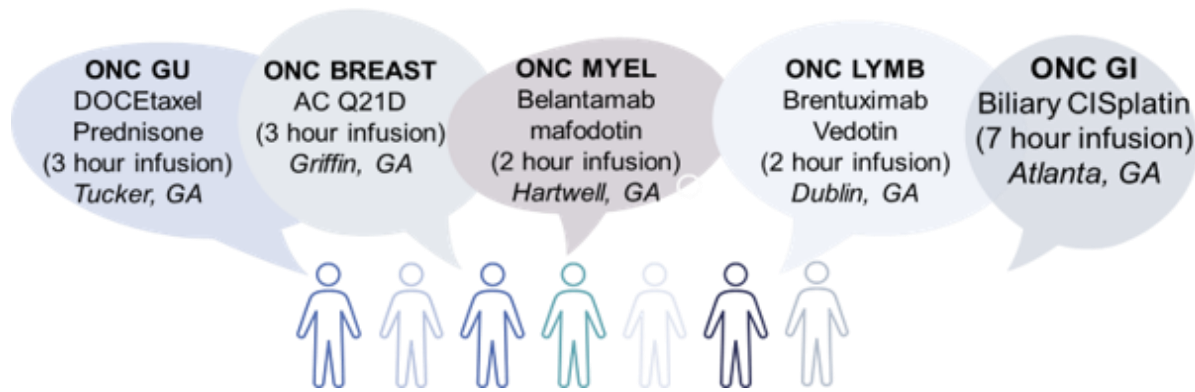 ONC GU
DOCEtaxel
Prednisone
(3 hour infusion)
Tucker, GA
ONC BREAST
AC Q21D
(3 hour infusion)
Griffin, GA
ONC MYEL
Belantamab
mafodotin
(2 hour infusion)
Hartwell, GA
ONC LYMB
Brentuximab
Vedotin
(2 hour infusion)
Dublin, GA
ONC GI
Biliary CISplatin
(7 hour infusion)
Atlanta, GA